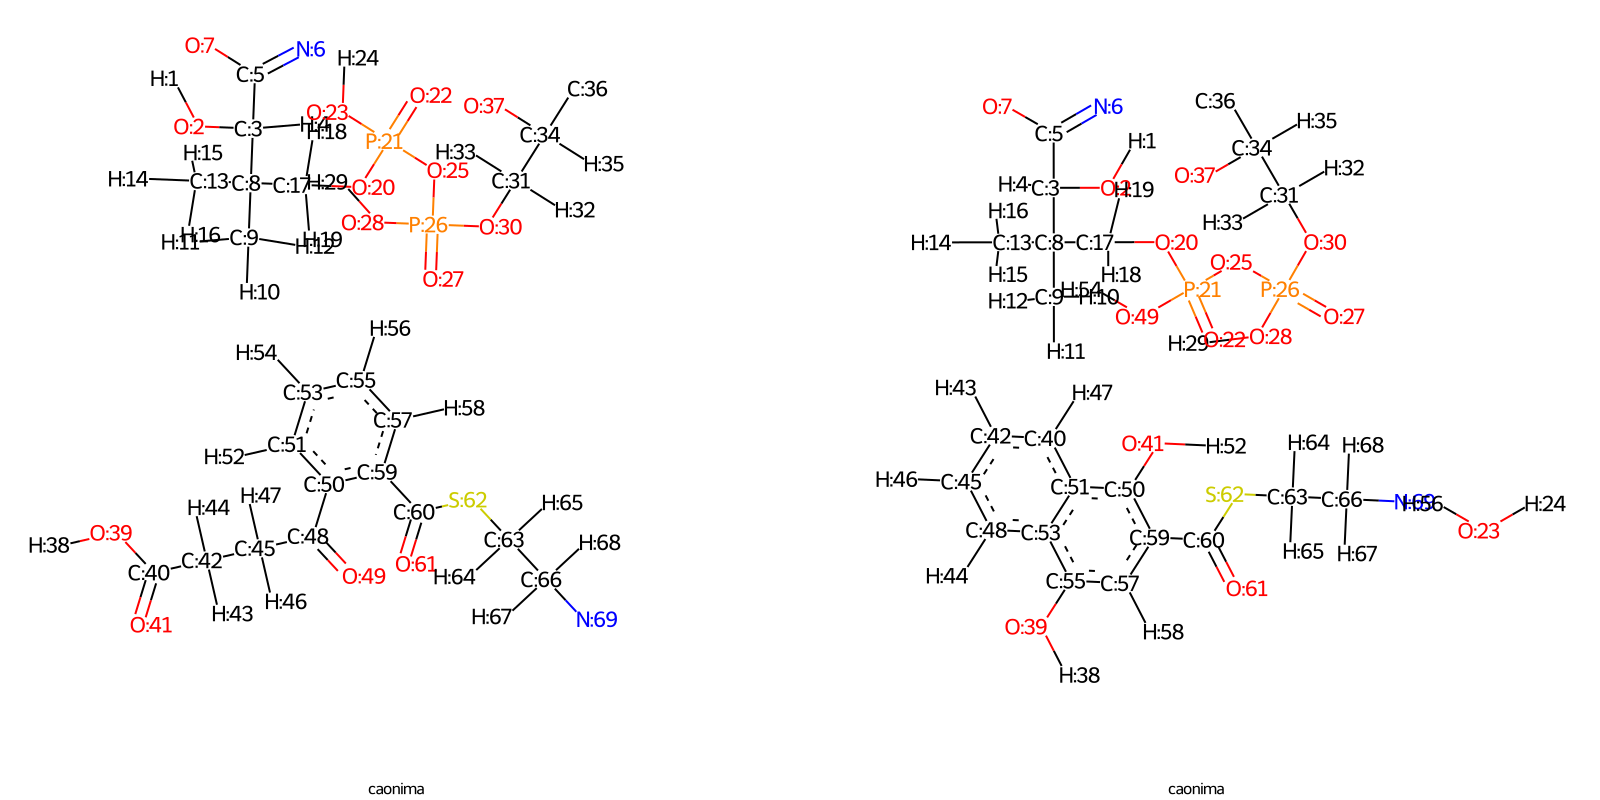 O:7 N:6 H:24
C:5
H:1 O:22 C:36
O:23 O:37
O:2 C:3 H:4 H:18 P:21 C:34
H:15 H:33 H:35
H:14 C:13 C:8 C:17 H:29 O:20 O:25 C:31
H:32
H:11 H:16 C:9 H:12 H:19 O:28 P:26 O:30
H:10 O:27
H:56
H:54
C:53 C:55
C:57 H:58
H:52 C:51
C:50 C:59
H:44 H:47 C:60 S:62 H:65
H:38 O:39 C:45 C:48 C:63 H:68
C:40 C:42 O:49 O:61 H:64 C:66
H:43 H:46 H:67 N:69
O:41
caonima
O:7 N:6 C:36
C:5 H:35
H:1 C:34
H:4 C:3 O:2 H:19 O:37 C:31 H:32
H:16 H:33
H:14 C:13 C:8 C:17 O:20 O:30
H:15 H:18 O:25
H:12 C:9 H:54 H:10 P:21 P:26
O:49 O:27
H:11 H:29 O:22 O:28
H:43 H:47
C:42 C:40 O:41 H:52 H:64 H:68
H:46 C:45 C:51 C:50 S:62 C:63 C:66 N:69 H:56 H:24
C:48 C:53 C:59 C:60 O:23
H:65 H:67
H:44 C:55 C:57 O:61
O:39 H:58
H:38
caonima